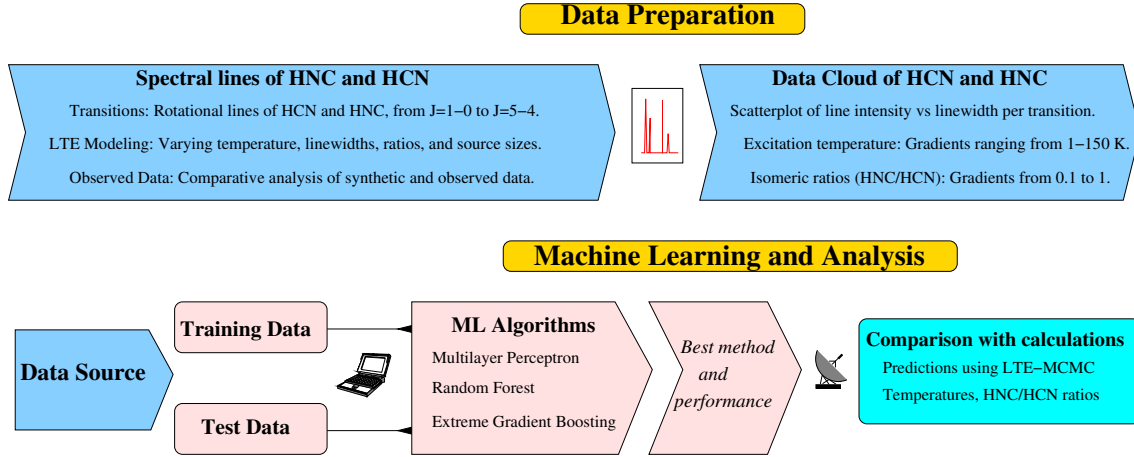 Data Preparation
Spectral lines of HNC and HCN
Transitions: Rotational lines of HCN and HNC, from J=1−0 to J=5−4.
LTE Modeling: Varying temperature, linewidths, ratios, and source sizes.
Observed Data: Comparative analysis of synthetic and observed data.
Data Cloud of HCN and HNC
Scatterplot of line intensity vs linewidth per transition.
Excitation temperature: Gradients ranging from 1−150 K.
Isomeric ratios (HNC/HCN): Gradients from 0.1 to 1.
Machine Learning and Analysis
Data Source
Training Data
Test Data
ML Algorithms
Multilayer Perceptron
Random Forest
Extreme Gradient Boosting
Best method
and
performance
Comparison with calculations
Predictions using LTE−MCMC
Temperatures, HNC/HCN ratios